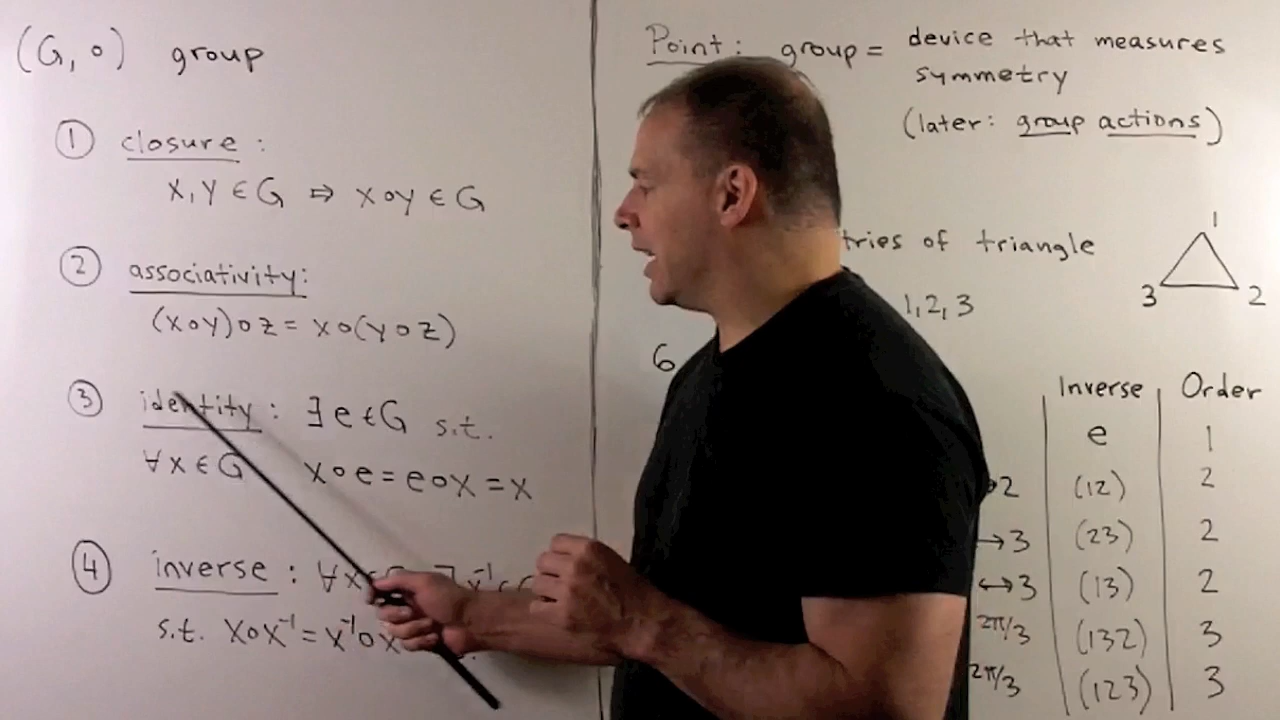 (G, ∘) group
① closure :
x, y ∈ G ⇒ x∘y ∈ G
② associativity:
(x∘y)∘z = x∘(y∘z)
③ identity : ∃ e ∈ G s.t.
∀x ∈ G x∘e = e∘x = x
④ inverse : ∀x
s.t. x∘x⁻¹ = x⁻¹∘x
Point: group = device that measures
symmetry
(later: group actions)
of triangle
1
3 2
1, 2, 3
6
Inverse Order
e 1
2 (12) 2
→3 (23) 2
↔3 (13) 2
2π/3 (132) 3
2π/3 (123) 3